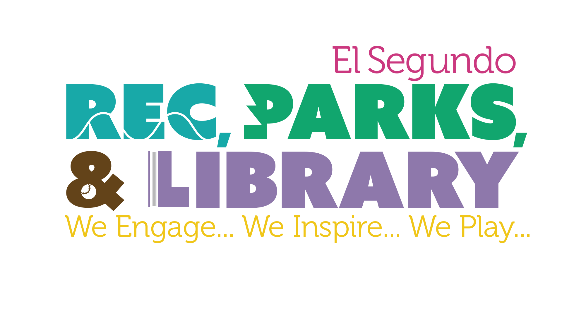 El Segundo
REC, PARKS,
& LIBRARY
We Engage... We Inspire... We Play...